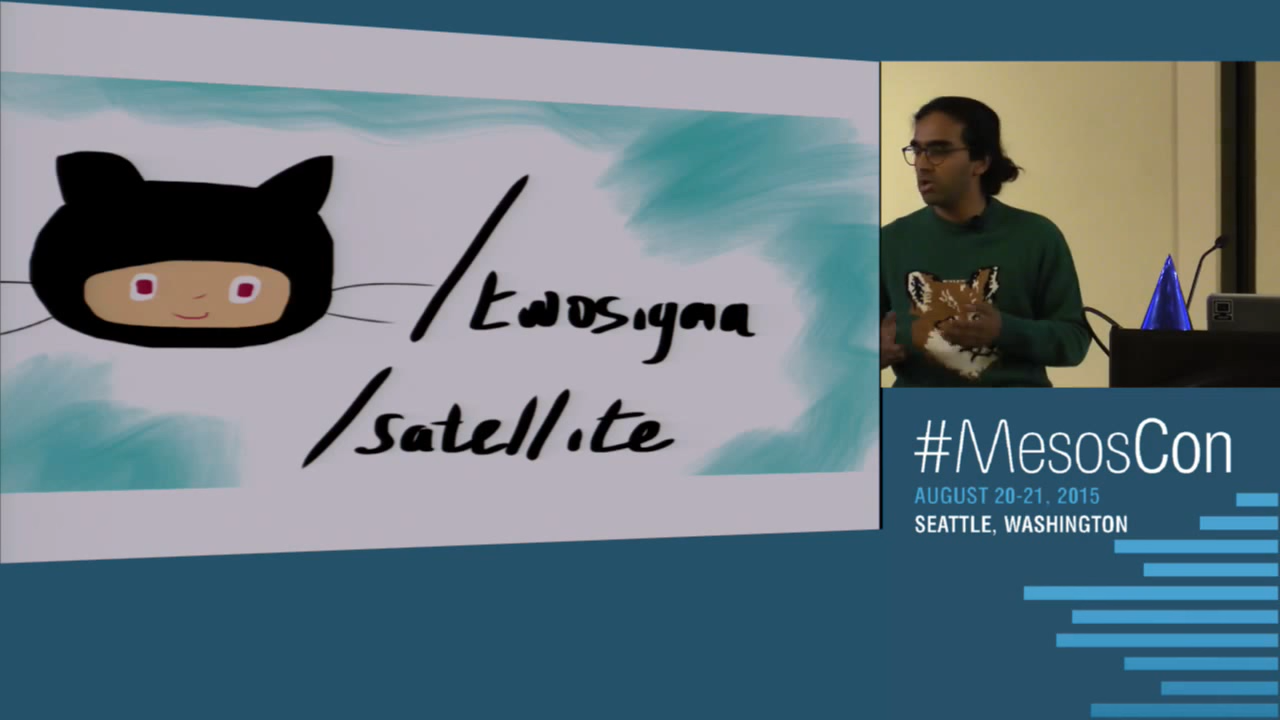 /twosigma
/satellite
#MesosCon
AUGUST 20-21, 2015
SEATTLE, WASHINGTON